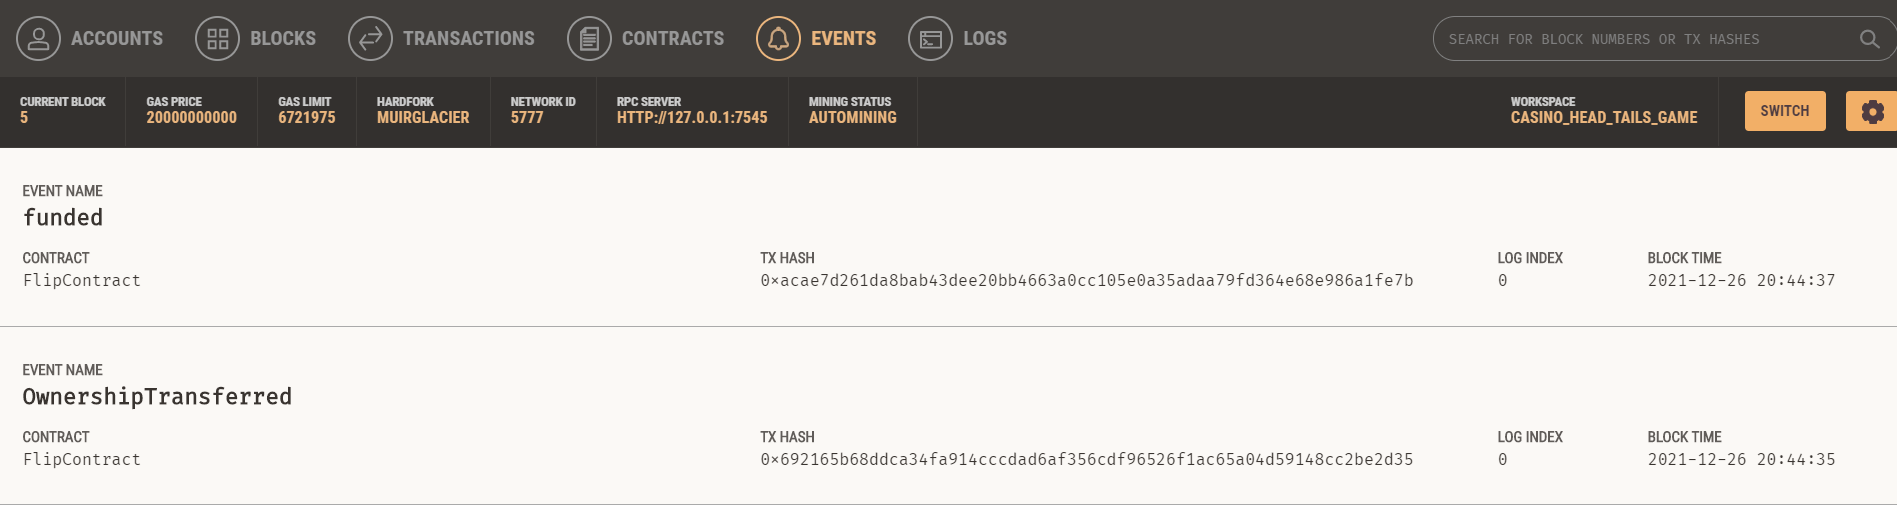 ACCOUNTS BLOCKS TRANSACTIONS CONTRACTS EVENTS LOGS SEARCH FOR BLOCK NUMBERS OR TX HASHES
CURRENT BLOCK GAS PRICE GAS LIMIT HARDFORK NETWORK ID RPC SERVER MINING STATUS WORKSPACE
5 20000000000 6721975 MUIRGLACIER 5777 HTTP://127.0.0.1:7545 AUTOMINING CASINO_HEAD_TAILS_GAME SWITCH
EVENT NAME
funded
CONTRACT TX HASH LOG INDEX BLOCK TIME
FlipContract 0×acae7d261da8bab43dee20bb4663a0cc105e0a35adaa79fd364e68e986a1fe7b 0 2021-12-26 20:44:37
EVENT NAME
OwnershipTransferred
CONTRACT TX HASH LOG INDEX BLOCK TIME
FlipContract 0×692165b68ddca34fa914cccdad6af356cdf96526f1ac65a04d59148cc2be2d35 0 2021-12-26 20:44:35